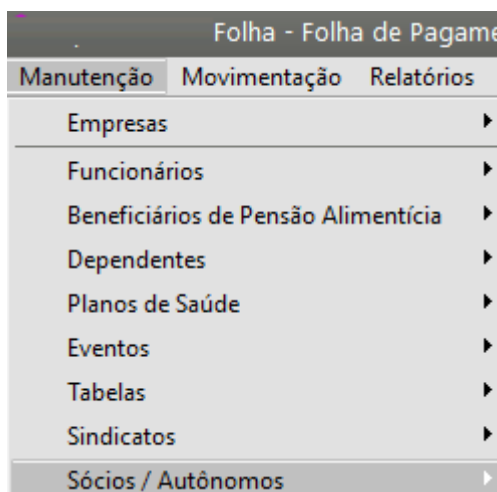 Folha - Folha de Pagame
Manutenção Movimentação Relatórios
Empresas
Funcionários
Beneficiários de Pensão Alimentícia
Dependentes
Planos de Saúde
Eventos
Tabelas
Sindicatos
Sócios / Autônomos